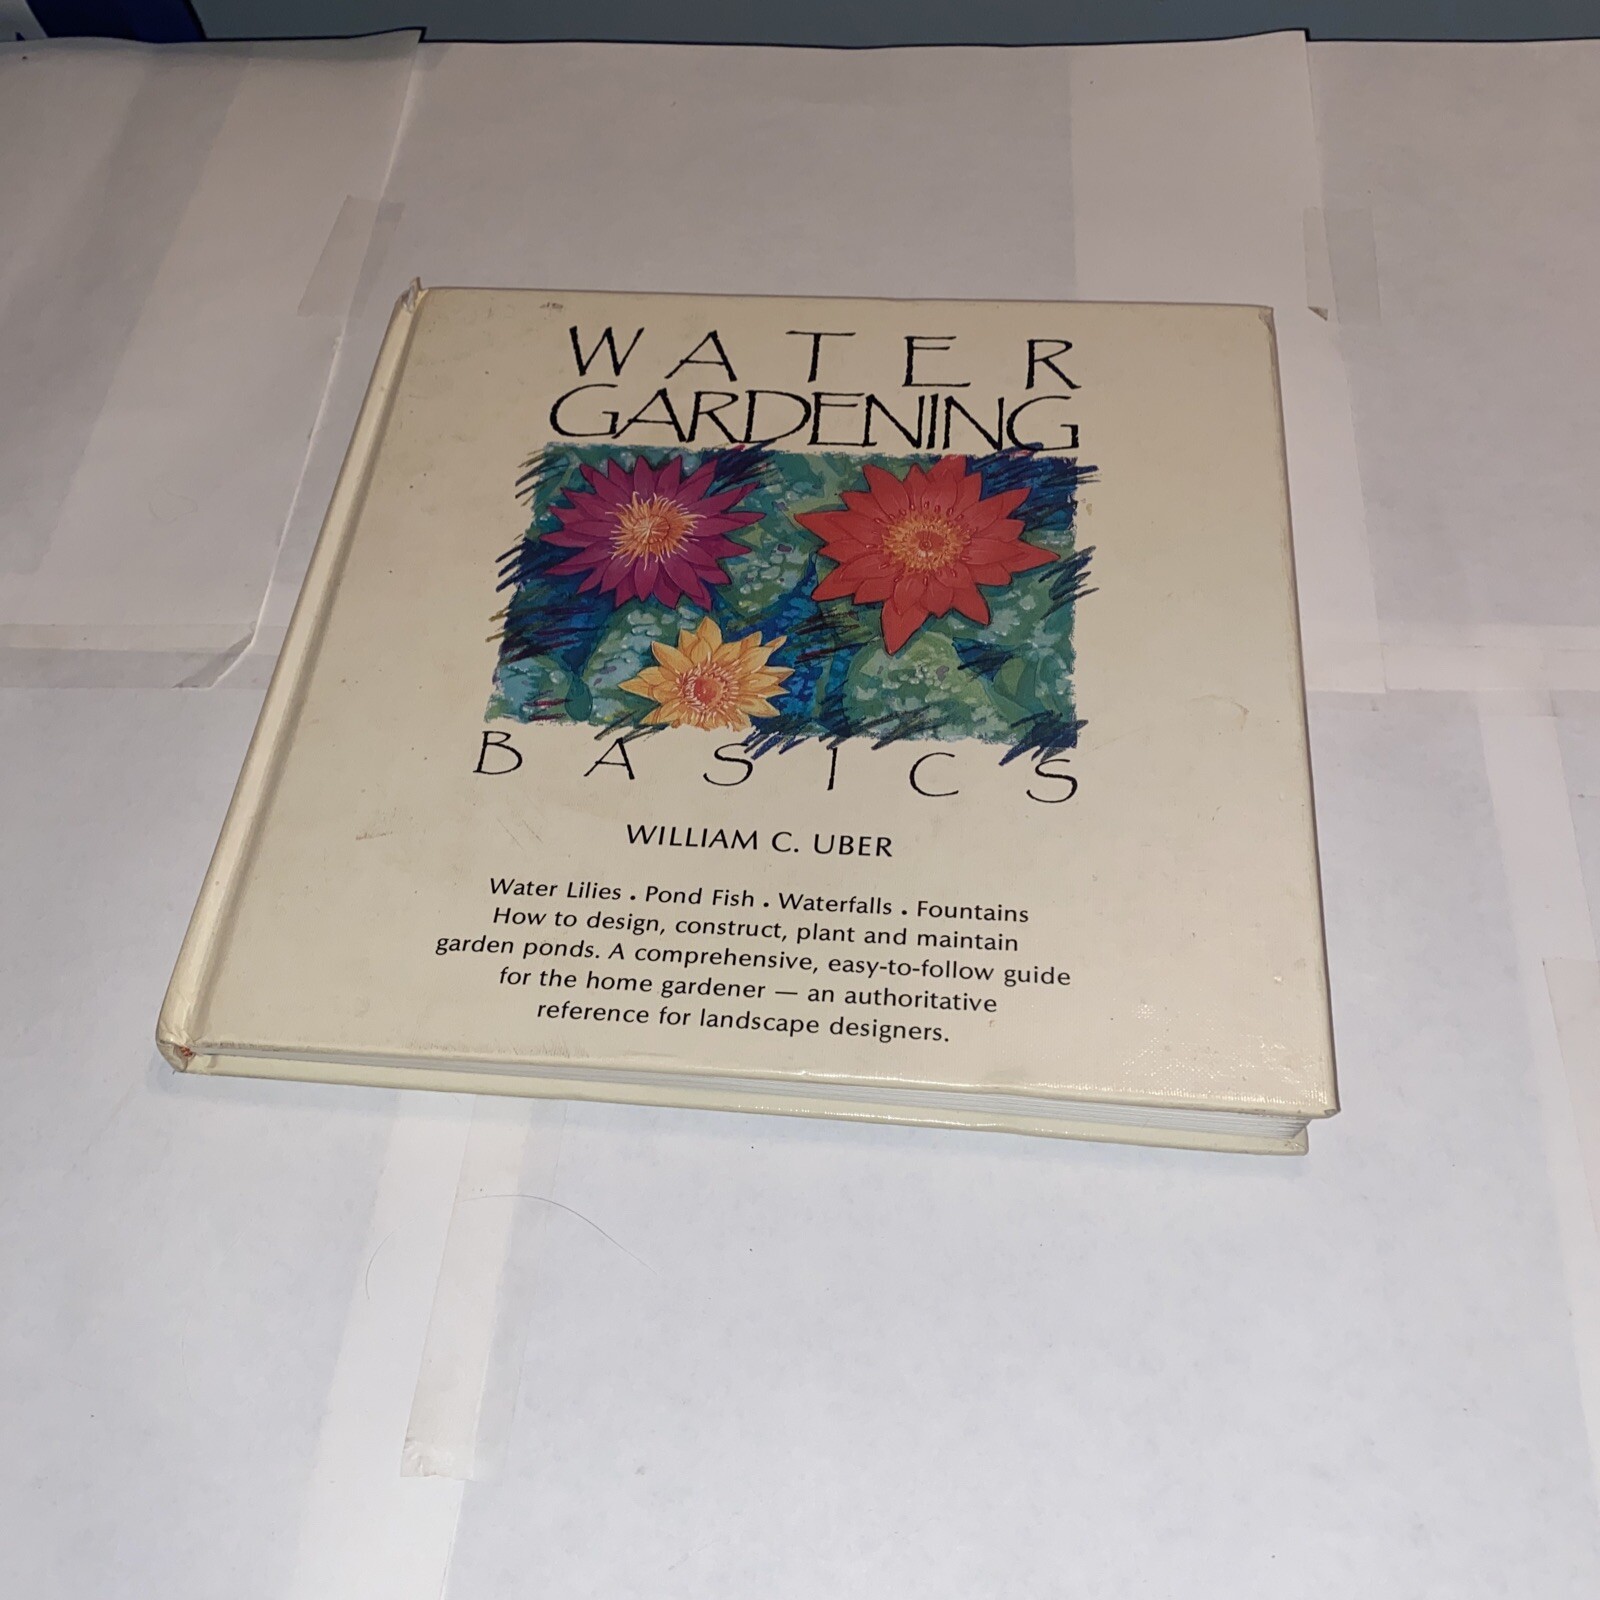 WATER
GARDENING
BASICS
WILLIAM C. UBER
Water Lilies . Pond Fish . Waterfalls . Fountains
How to design, construct, plant and maintain
garden ponds. A comprehensive, easy-to-follow guide
for the home gardener — an authoritative
reference for landscape designers.